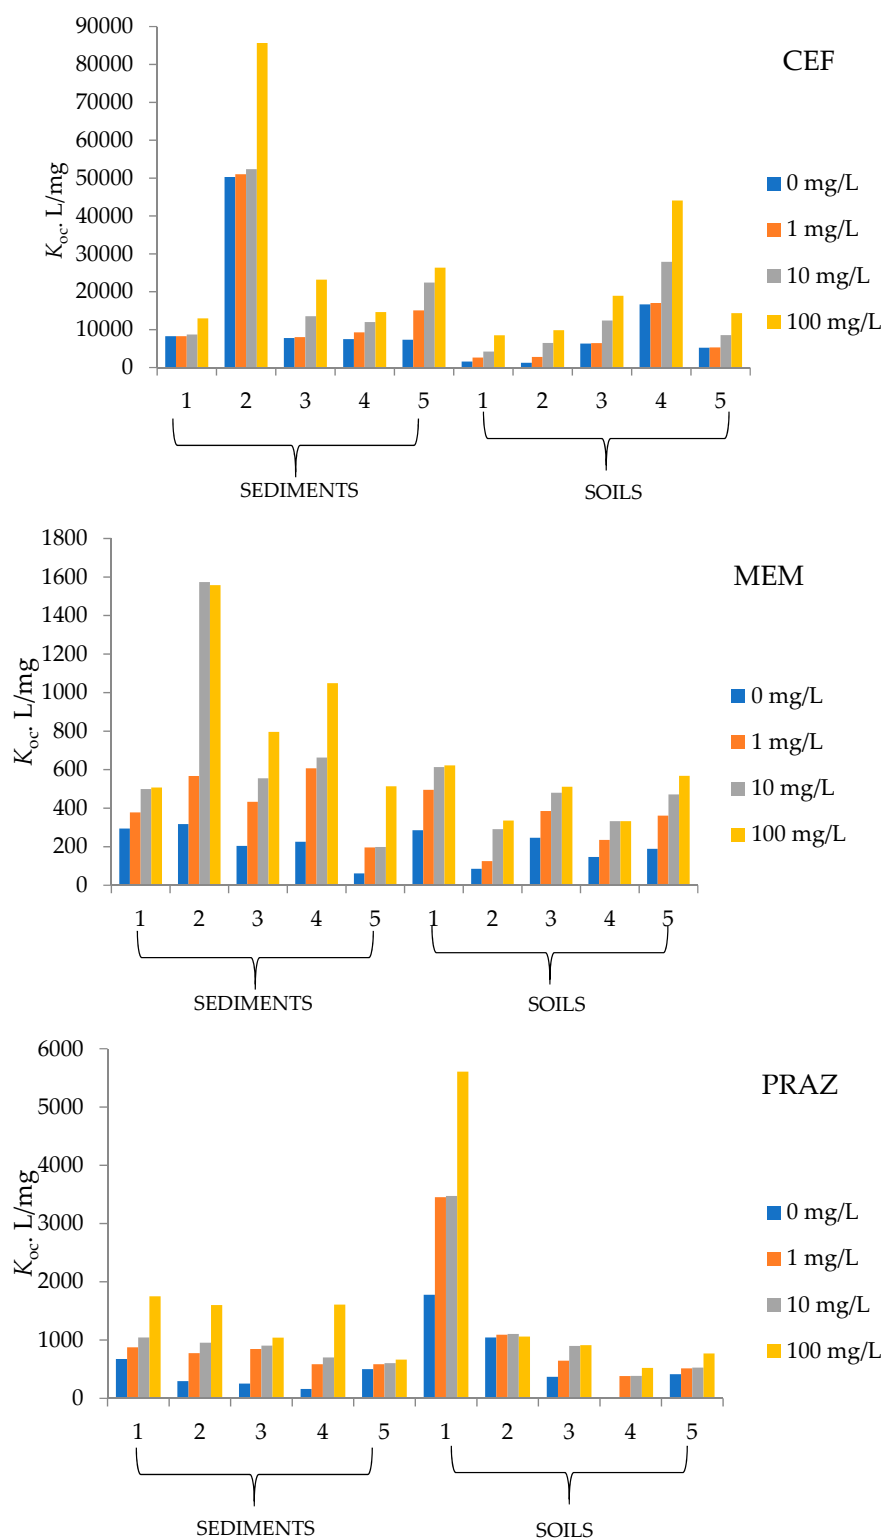 CEF
90000
80000
70000
60000
50000
40000
30000
20000
10000
0
Koc. L/mg
0 mg/L
1 mg/L
10 mg/L
100 mg/L
1 2 3 4 5 1 2 3 4 5
SEDIMENTS SOILS
MEM
1800
1600
1400
1200
1000
800
600
400
200
0
Koc. L/mg
0 mg/L
1 mg/L
10 mg/L
100 mg/L
1 2 3 4 5 1 2 3 4 5
SEDIMENTS SOILS
PRAZ
6000
5000
4000
3000
2000
1000
0
Koc. L/mg
0 mg/L
1 mg/L
10 mg/L
100 mg/L
1 2 3 4 5 1 2 3 4 5
SEDIMENTS SOILS